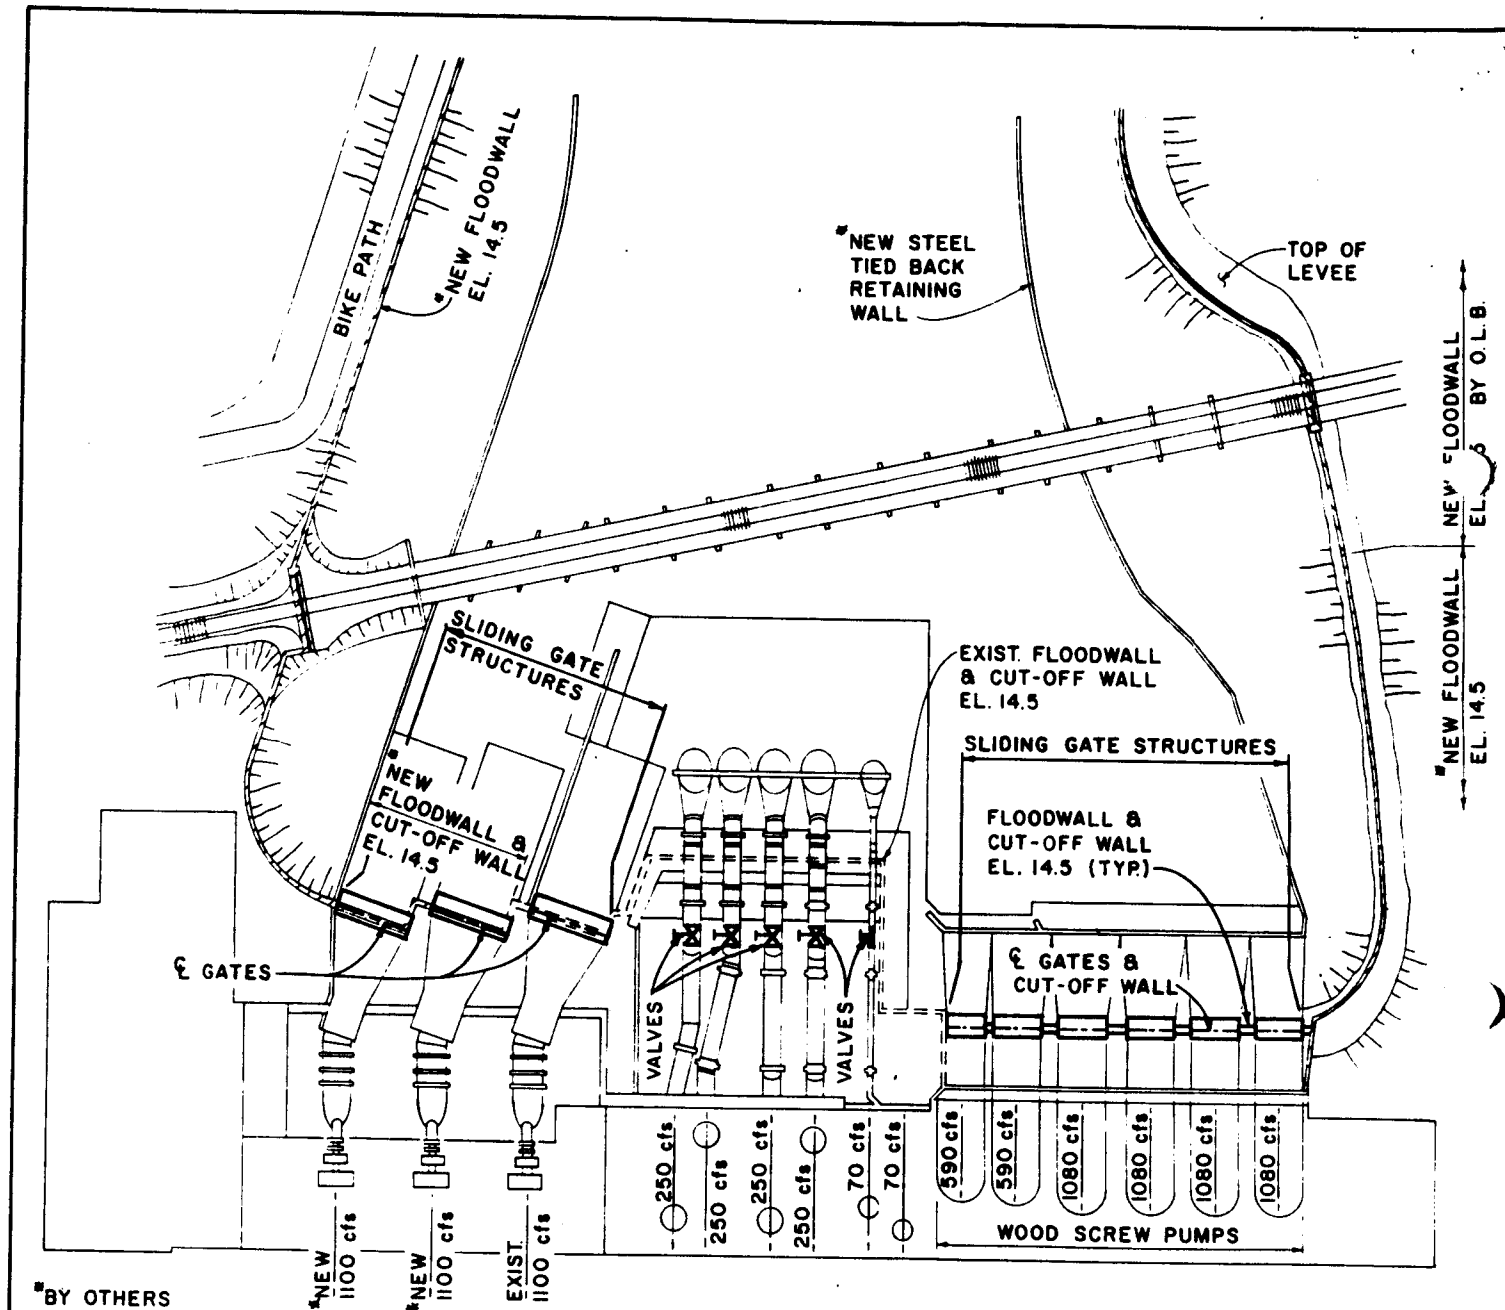 BIKE PATH
*NEW FLOODWALL
EL. 14.5
*NEW STEEL
TIED BACK
RETAINING
WALL
TOP OF
LEVEE
NEW FLOODWALL
BY O.L.B.
*NEW FLOODWALL
EL. 14.5
SLIDING GATE
STRUCTURES
EXIST. FLOODWALL
& CUT-OFF WALL
EL. 14.5
SLIDING GATE STRUCTURES
*
NEW
FLOODWALL &
CUT-OFF WALL
EL. 14.5
FLOODWALL &
CUT-OFF WALL
EL. 14.5 (TYP.)
℄ GATES
℄ GATES &
CUT-OFF WALL
VALVES
VALVES
250 cfs
250 cfs
250 cfs
250 cfs
70 cfs
70 cfs
590 cfs
590 cfs
1080 cfs
1080 cfs
1080 cfs
1080 cfs
WOOD SCREW PUMPS
*NEW
1100 cfs
*NEW
1100 cfs
EXIST.
1100 cfs
*BY OTHERS